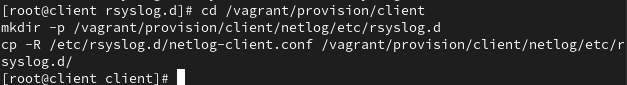 [root@client rsyslog.d]# cd /vagrant/provision/client
mkdir -p /vagrant/provision/client/netlog/etc/rsyslog.d
cp -R /etc/rsyslog.d/netlog-client.conf /vagrant/provision/client/netlog/etc/r
syslog.d/
[root@client client]#